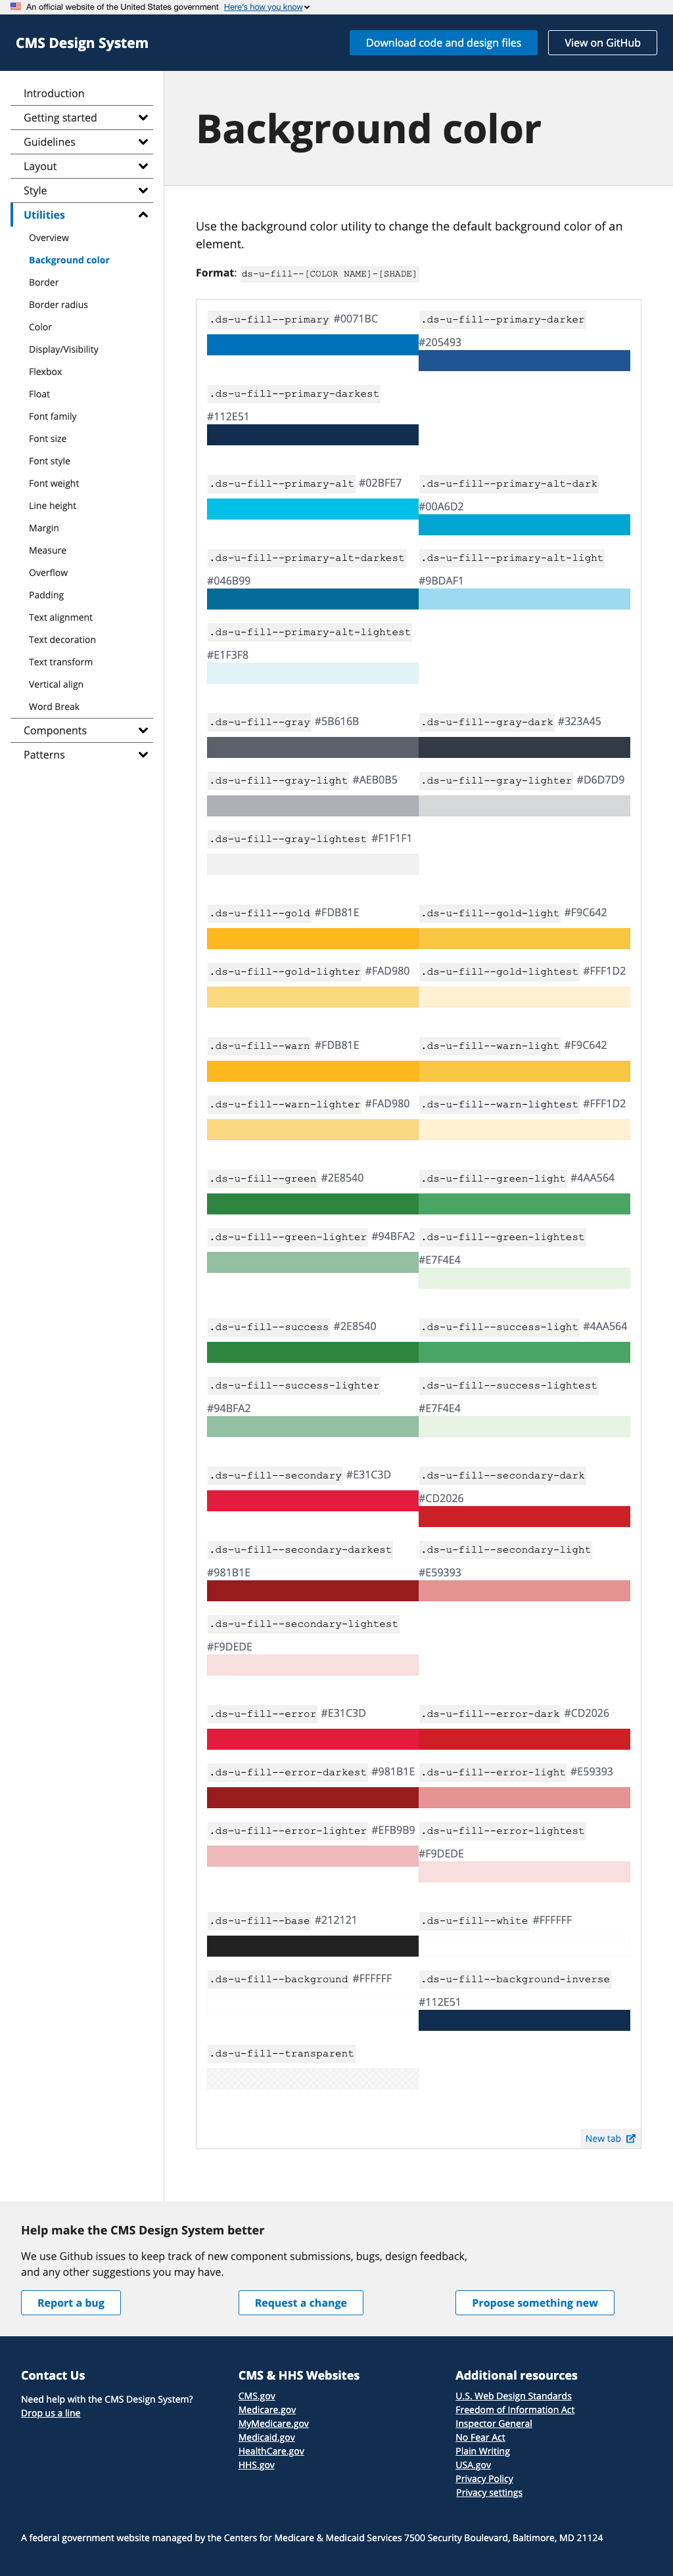 An official website of the United States government Here's how you know
CMS Design System
Download code and design files
View on GitHub
Introduction
Getting started
Guidelines
Layout
Style
Utilities
Overview
Background color
Border
Border radius
Color
Display/Visibility
Flexbox
Float
Font family
Font size
Font style
Font weight
Line height
Margin
Measure
Overflow
Padding
Text alignment
Text decoration
Text transform
Vertical align
Word Break
Components
Patterns
Background color
Use the background color utility to change the default background color of an
element.
Format: ds-u-fill--[COLOR NAME]-[SHADE]
.ds-u-fill--primary #0071BC
.ds-u-fill--primary-darker
#205493
.ds-u-fill--primary-darkest
#112E51
.ds-u-fill--primary-alt #02BFE7
.ds-u-fill--primary-alt-dark
#00A6D2
.ds-u-fill--primary-alt-darkest
#046B99
.ds-u-fill--primary-alt-light
#9BDAF1
.ds-u-fill--primary-alt-lightest
#E1F3F8
.ds-u-fill--gray #5B616B
.ds-u-fill--gray-dark #323A45
.ds-u-fill--gray-light #AEB0B5
.ds-u-fill--gray-lighter #D6D7D9
.ds-u-fill--gray-lightest #F1F1F1
.ds-u-fill--gold #FDB81E
.ds-u-fill--gold-light #F9C642
.ds-u-fill--gold-lighter #FAD980
.ds-u-fill--gold-lightest #FFF1D2
.ds-u-fill--warn #FDB81E
.ds-u-fill--warn-light #F9C642
.ds-u-fill--warn-lighter #FAD980
.ds-u-fill--warn-lightest #FFF1D2
.ds-u-fill--green #2E8540
.ds-u-fill--green-light #4AA564
.ds-u-fill--green-lighter #94BFA2
.ds-u-fill--green-lightest
#E7F4E4
.ds-u-fill--success #2E8540
.ds-u-fill--success-light #4AA564
.ds-u-fill--success-lighter
#94BFA2
.ds-u-fill--success-lightest
#E7F4E4
.ds-u-fill--secondary #E31C3D
.ds-u-fill--secondary-dark
#CD2026
.ds-u-fill--secondary-darkest
#981B1E
.ds-u-fill--secondary-light
#E59393
.ds-u-fill--secondary-lightest
#F9DEDE
.ds-u-fill--error #E31C3D
.ds-u-fill--error-dark #CD2026
.ds-u-fill--error-darkest #981B1E
.ds-u-fill--error-light #E59393
.ds-u-fill--error-lighter #EFB9B9
.ds-u-fill--error-lightest
#F9DEDE
.ds-u-fill--base #212121
.ds-u-fill--white #FFFFFF
.ds-u-fill--background #FFFFFF
.ds-u-fill--background-inverse
#112E51
.ds-u-fill--transparent
New tab
Help make the CMS Design System better
We use Github issues to keep track of new component submissions, bugs, design feedback,
and any other suggestions you may have.
Report a bug
Request a change
Propose something new
Contact Us
Need help with the CMS Design System?
Drop us a line
CMS & HHS Websites
CMS.gov
Medicare.gov
MyMedicare.gov
Medicaid.gov
HealthCare.gov
HHS.gov
Additional resources
U.S. Web Design Standards
Freedom of Information Act
Inspector General
No Fear Act
Plain Writing
USA.gov
Privacy Policy
Privacy settings
A federal government website managed by the Centers for Medicare & Medicaid Services 7500 Security Boulevard, Baltimore, MD 21124